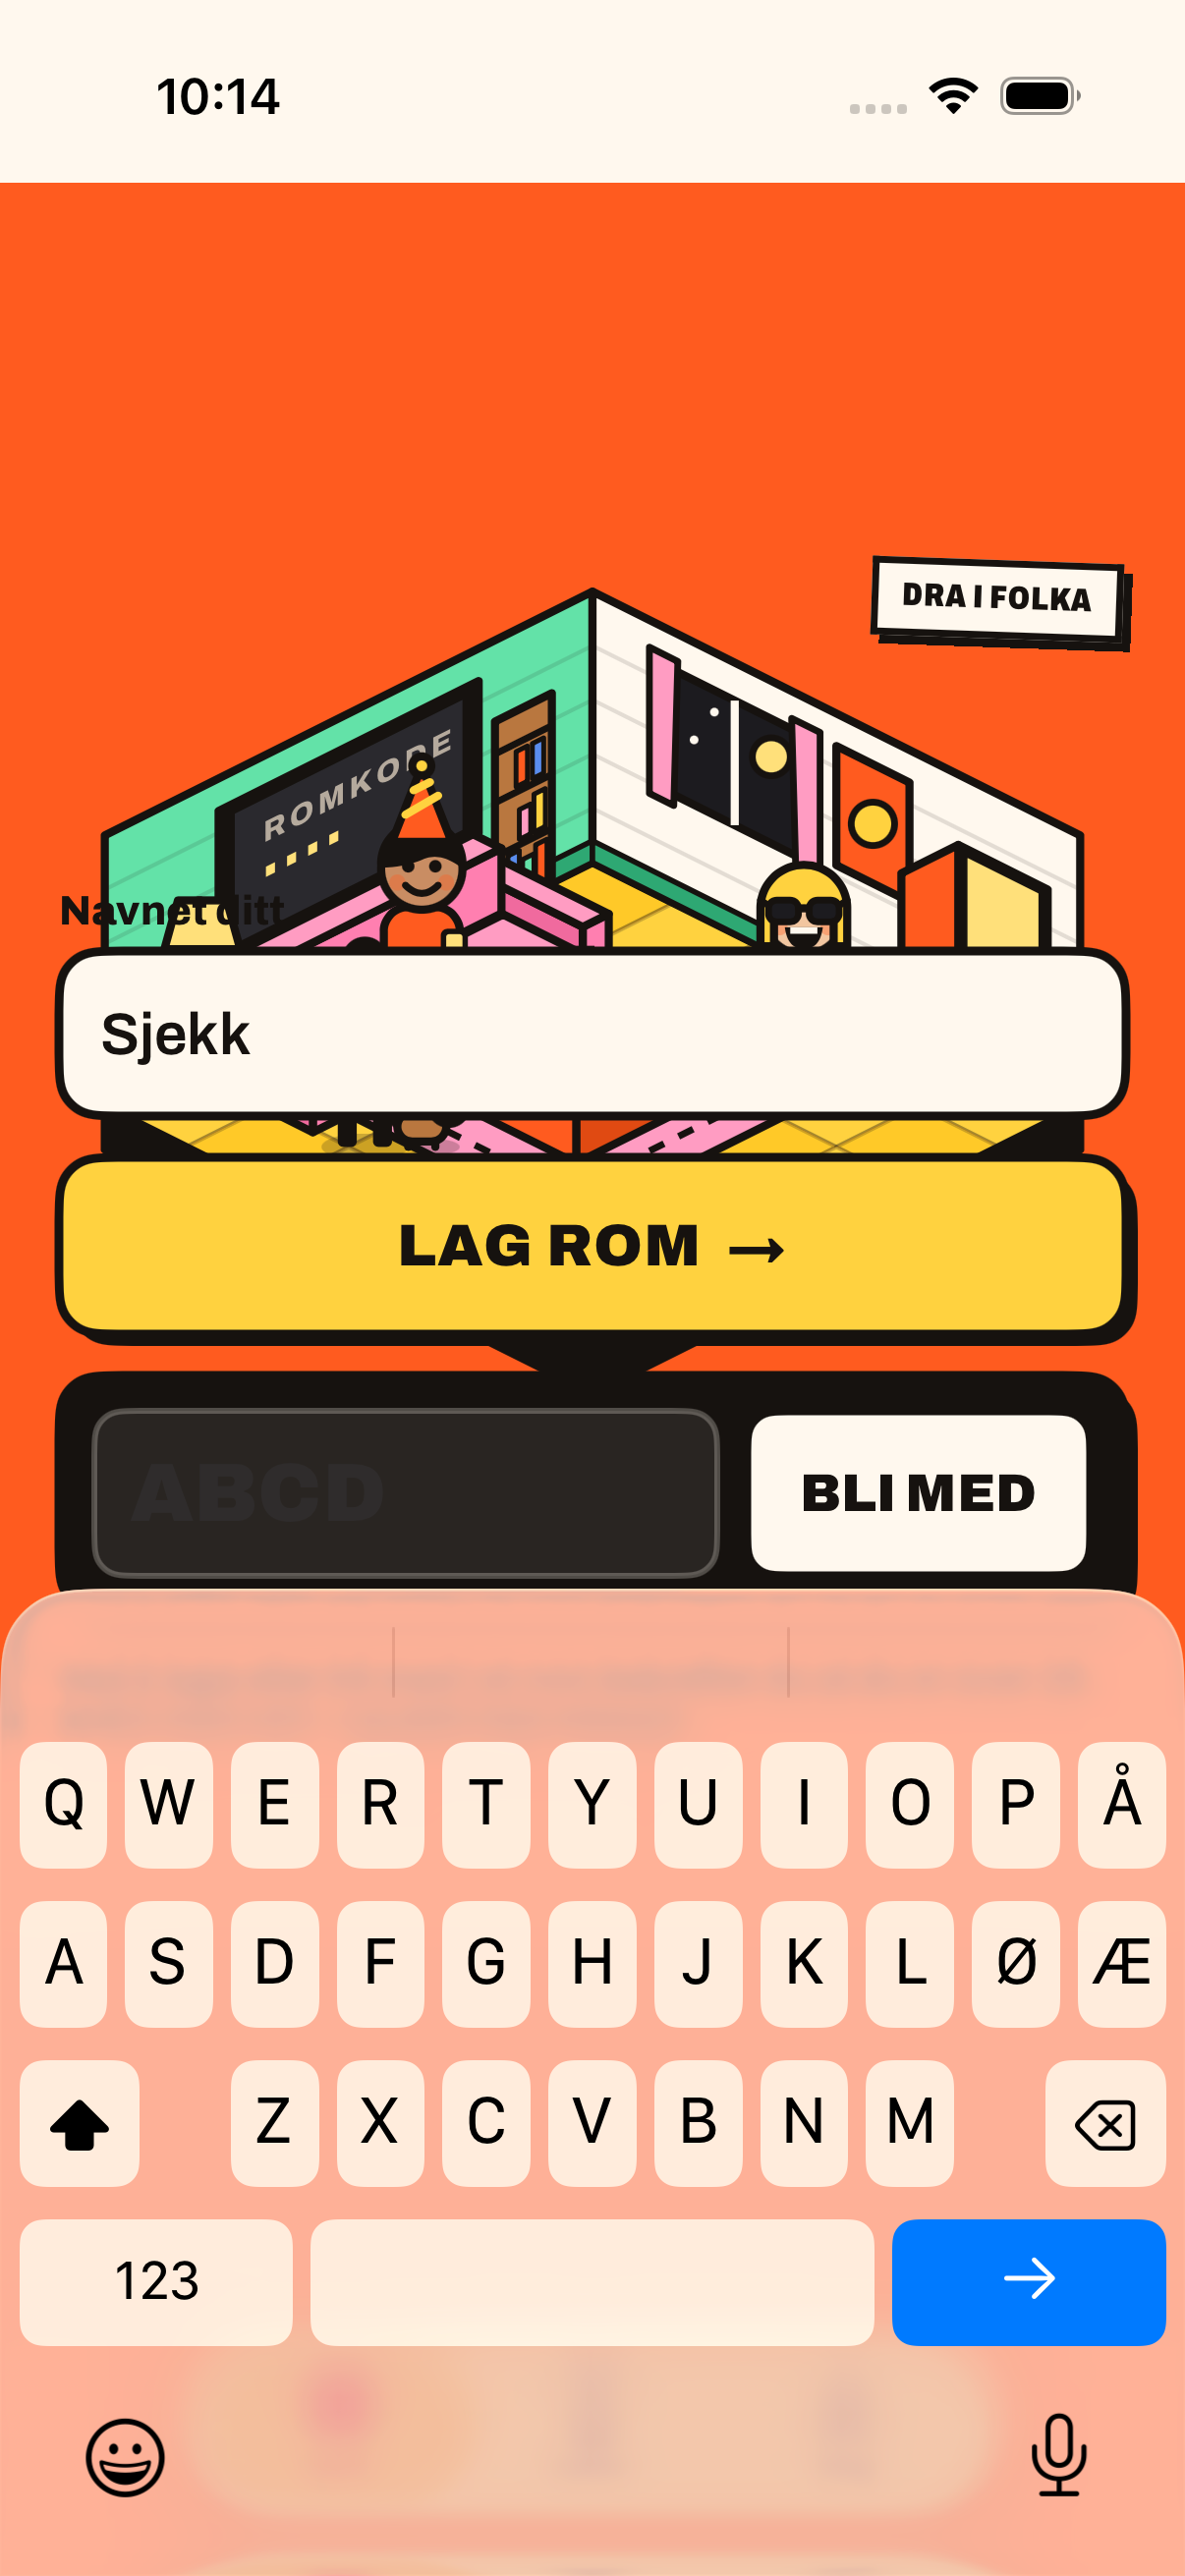 10:14
DRA I FOLKA
ROMKODE
Navnet ditt
Sjekk
LAG ROM →
ABCD
BLI MED
Q W E R T Y U I O P Å
A S D F G H J K L Ø Æ
Z X C V B N M
123